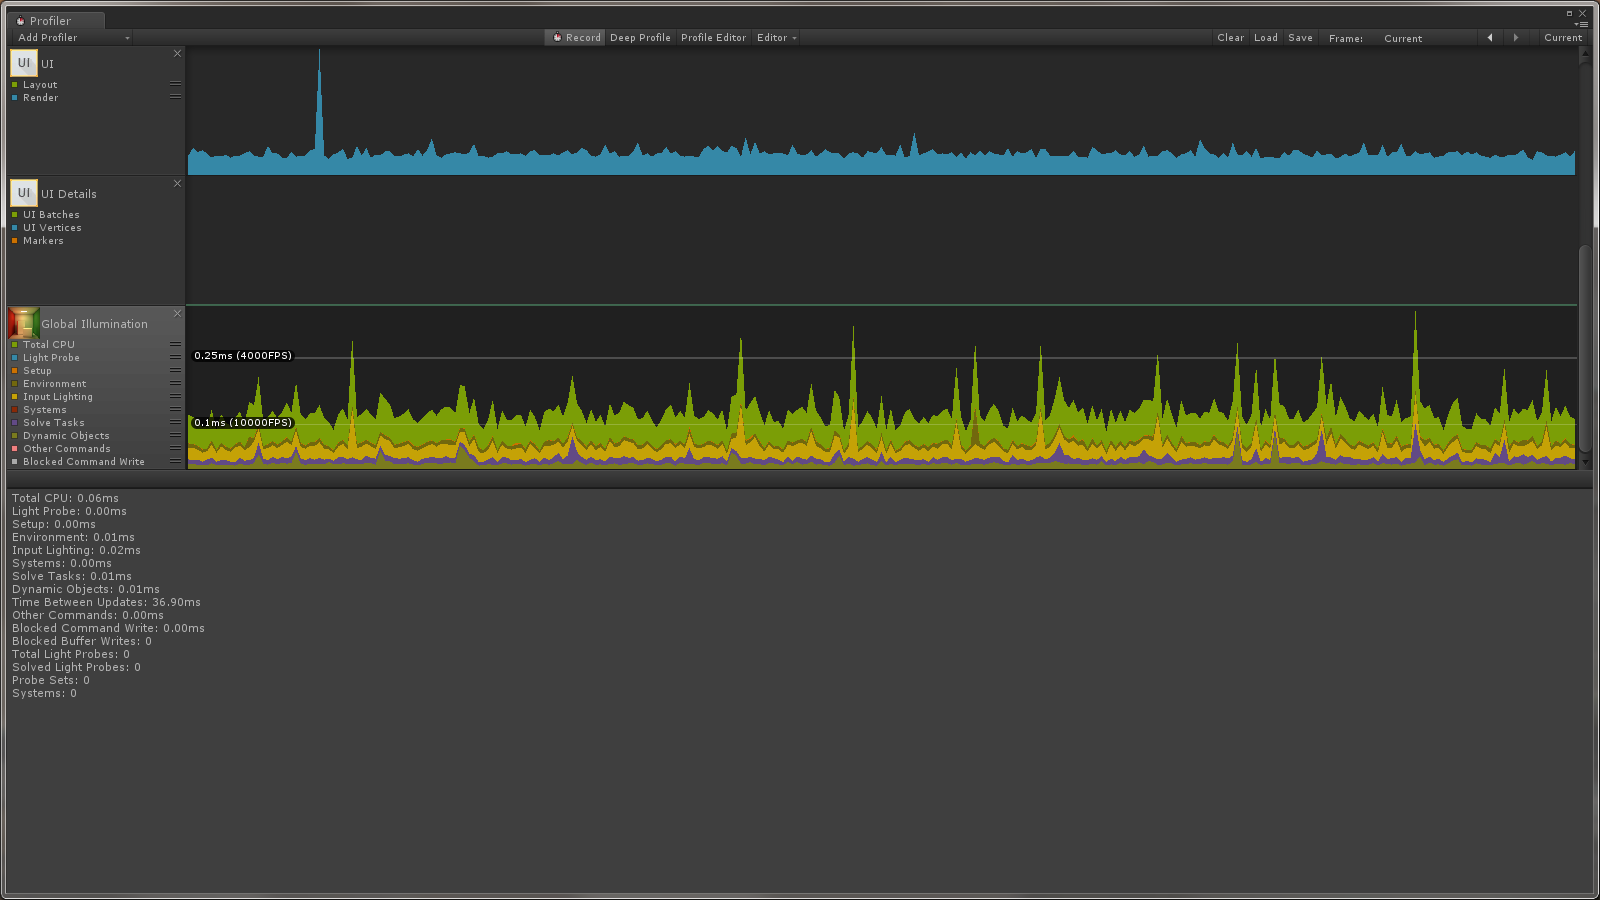 Profiler
Add Profiler Record Deep Profile Profile Editor Editor Clear Load Save Frame: Current Current
UI UI
Layout
Render
UI UI Details
UI Batches
UI Vertices
Markers
Global Illumination
Total CPU
Light Probe
Setup
Environment
Input Lighting
Systems
Solve Tasks
Dynamic Objects
Other Commands
Blocked Command Write
0.25ms (4000FPS)
0.1ms (10000FPS)
Total CPU: 0.06ms
Light Probe: 0.00ms
Setup: 0.00ms
Environment: 0.01ms
Input Lighting: 0.02ms
Systems: 0.00ms
Solve Tasks: 0.01ms
Dynamic Objects: 0.01ms
Time Between Updates: 36.90ms
Other Commands: 0.00ms
Blocked Command Write: 0.00ms
Blocked Buffer Writes: 0
Total Light Probes: 0
Solved Light Probes: 0
Probe Sets: 0
Systems: 0